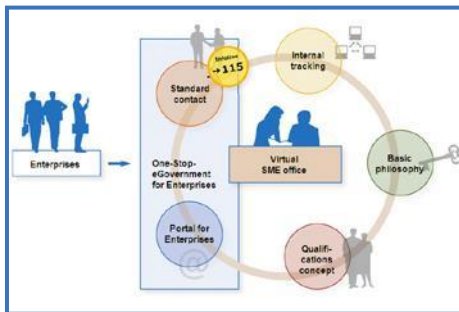 →115
Standard
contact
Internal
tracking
Enterprises
One-Stop-
eGovernment
for Enterprises
Virtual
SME office
Basic
philosophy
Portal for
Enterprises
Qualifi-
cations
concept
@